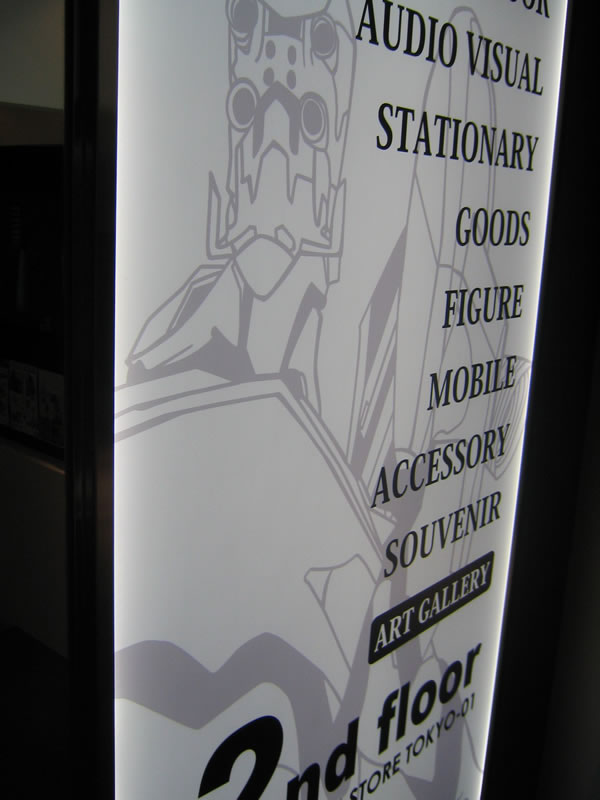 AUDIO VISUAL
STATIONARY
GOODS
FIGURE
MOBILE
ACCESSORY
SOUVENIR
ART GALLERY
2nd floor
STORE TOKYO-01